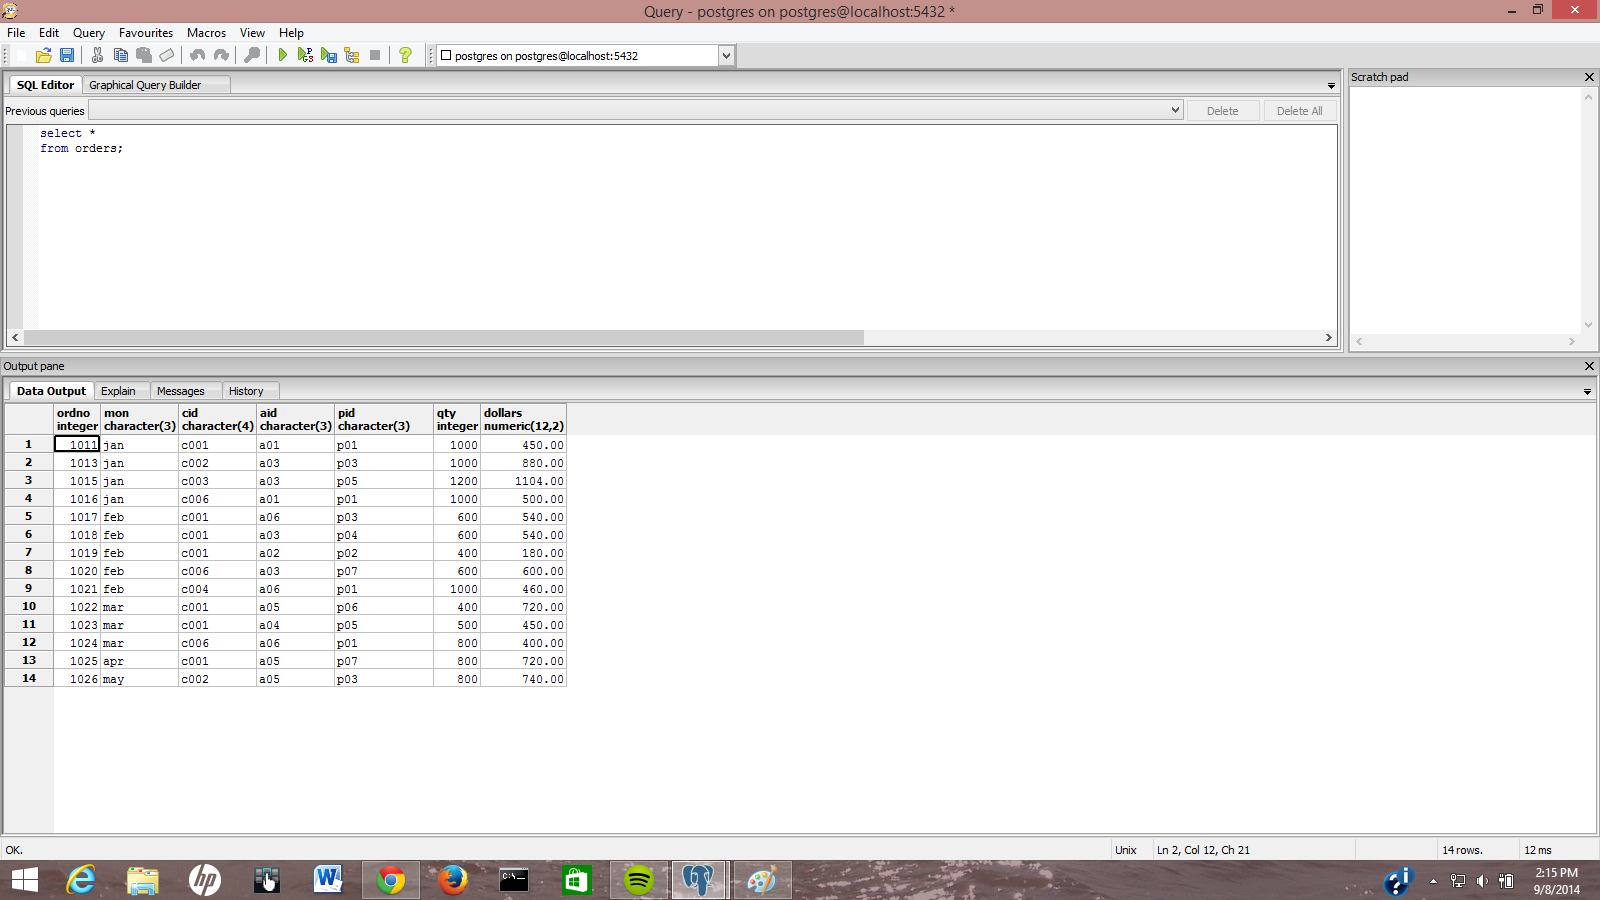 Query - postgres on postgres@localhost:5432 *
File Edit Query Favourites Macros View Help
postgres on postgres@localhost:5432
SQL Editor Graphical Query Builder
Scratch pad
Previous queries Delete Delete All
select *
from orders;
Output pane
Data Output Explain Messages History
ordno mon cid aid pid qty dollars
integer character(3) character(4) character(3) character(3) integer numeric(12,2)
1 1011 jan c001 a01 p01 1000 450.00
2 1013 jan c002 a03 p03 1000 880.00
3 1015 jan c003 a03 p05 1200 1104.00
4 1016 jan c006 a01 p01 1000 500.00
5 1017 feb c001 a06 p03 600 540.00
6 1018 feb c001 a03 p04 600 540.00
7 1019 feb c001 a02 p02 400 180.00
8 1020 feb c006 a03 p07 600 600.00
9 1021 feb c004 a06 p01 1000 460.00
10 1022 mar c001 a05 p06 400 720.00
11 1023 mar c001 a04 p05 500 450.00
12 1024 mar c006 a06 p01 800 400.00
13 1025 apr c001 a05 p07 800 720.00
14 1026 may c002 a05 p03 800 740.00
OK. Unix Ln 2, Col 12, Ch 21 14 rows. 12 ms
hp
2:15 PM
9/8/2014